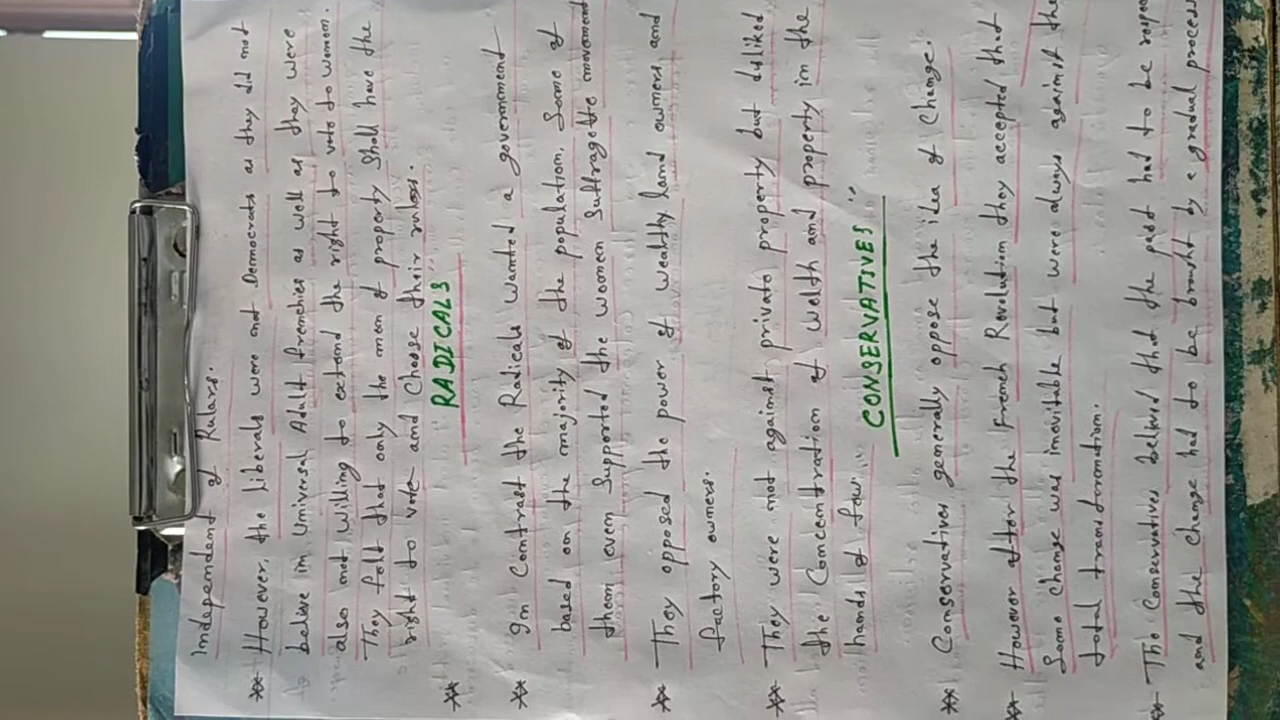 independent of Rulars.
** However, the liberals were not Democrats as they did not
belive in Universal Adult frenchies as well as they were
also not willing to extend the right to vote to women.
They felt that only the men of property Shall have the
right to vote and Choose their rulers.
** RADICALS"
** In Contrast the Radicals wanted a government
based on the majority of the population. Some of
them even Supported the women Suffragette movement
** They opposed the power of wealthy land owners and
factory owners.
** They were not against private property but disliked
the Concentration of welth and property in the
hands of few.
CONSERVATIVES"
** Conservatives generally oppose the idea of Change.
** However after the French Revolution they accepted that
Some Change was inevitable but were always against the
total transformation.
** The Conservatives belived that the past had to be
and the change had to be brought by a gradual process